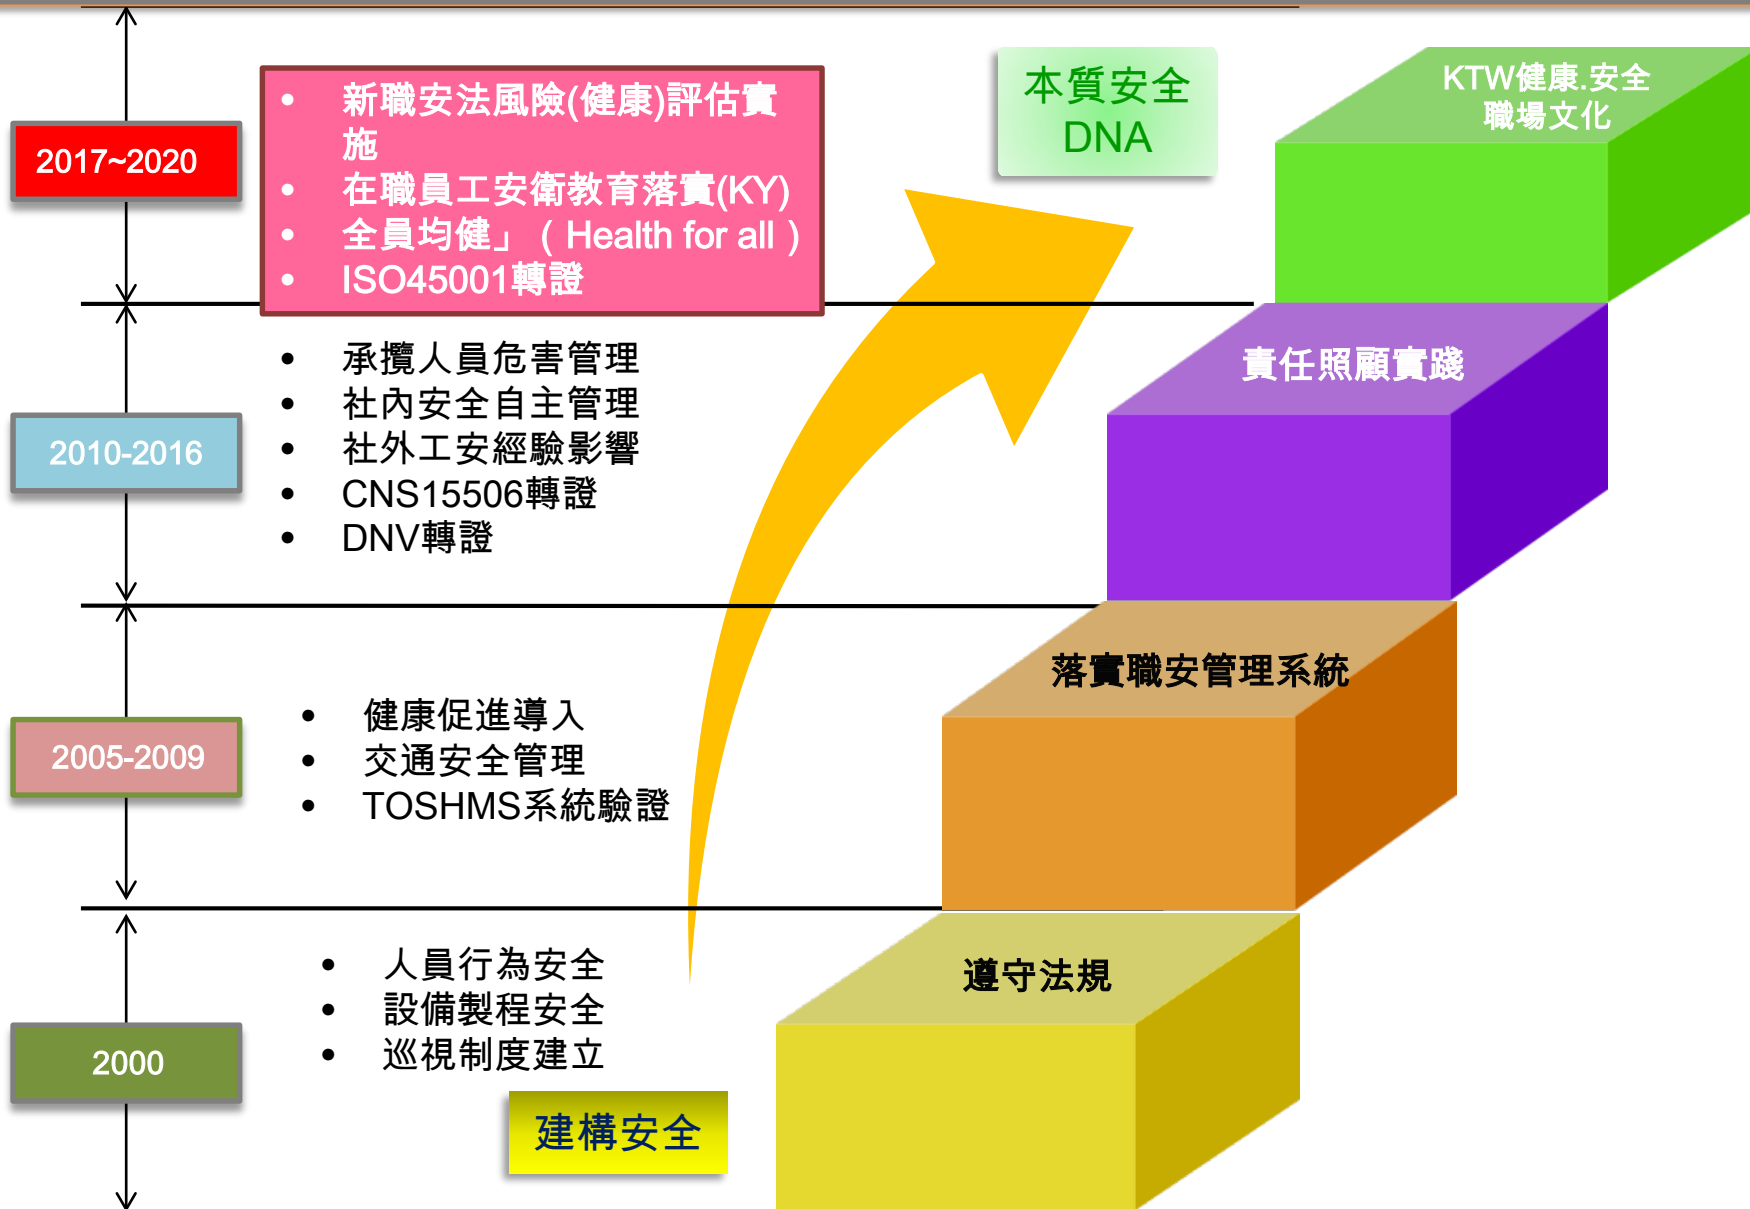 2017~2020
• 新職安法風險(健康)評估實
施
• 在職員工安衛教育落實(KY)
• 全員均健」（Health for all）
• ISO45001轉證
本質安全
DNA
KTW健康.安全
職場文化
2010-2016
• 承攬人員危害管理
• 社內安全自主管理
• 社外工安經驗影響
• CNS15506轉證
• DNV轉證
責任照顧實踐
2005-2009
• 健康促進導入
• 交通安全管理
• TOSHMS系統驗證
落實職安管理系統
2000
• 人員行為安全
• 設備製程安全
• 巡視制度建立
建構安全
遵守法規